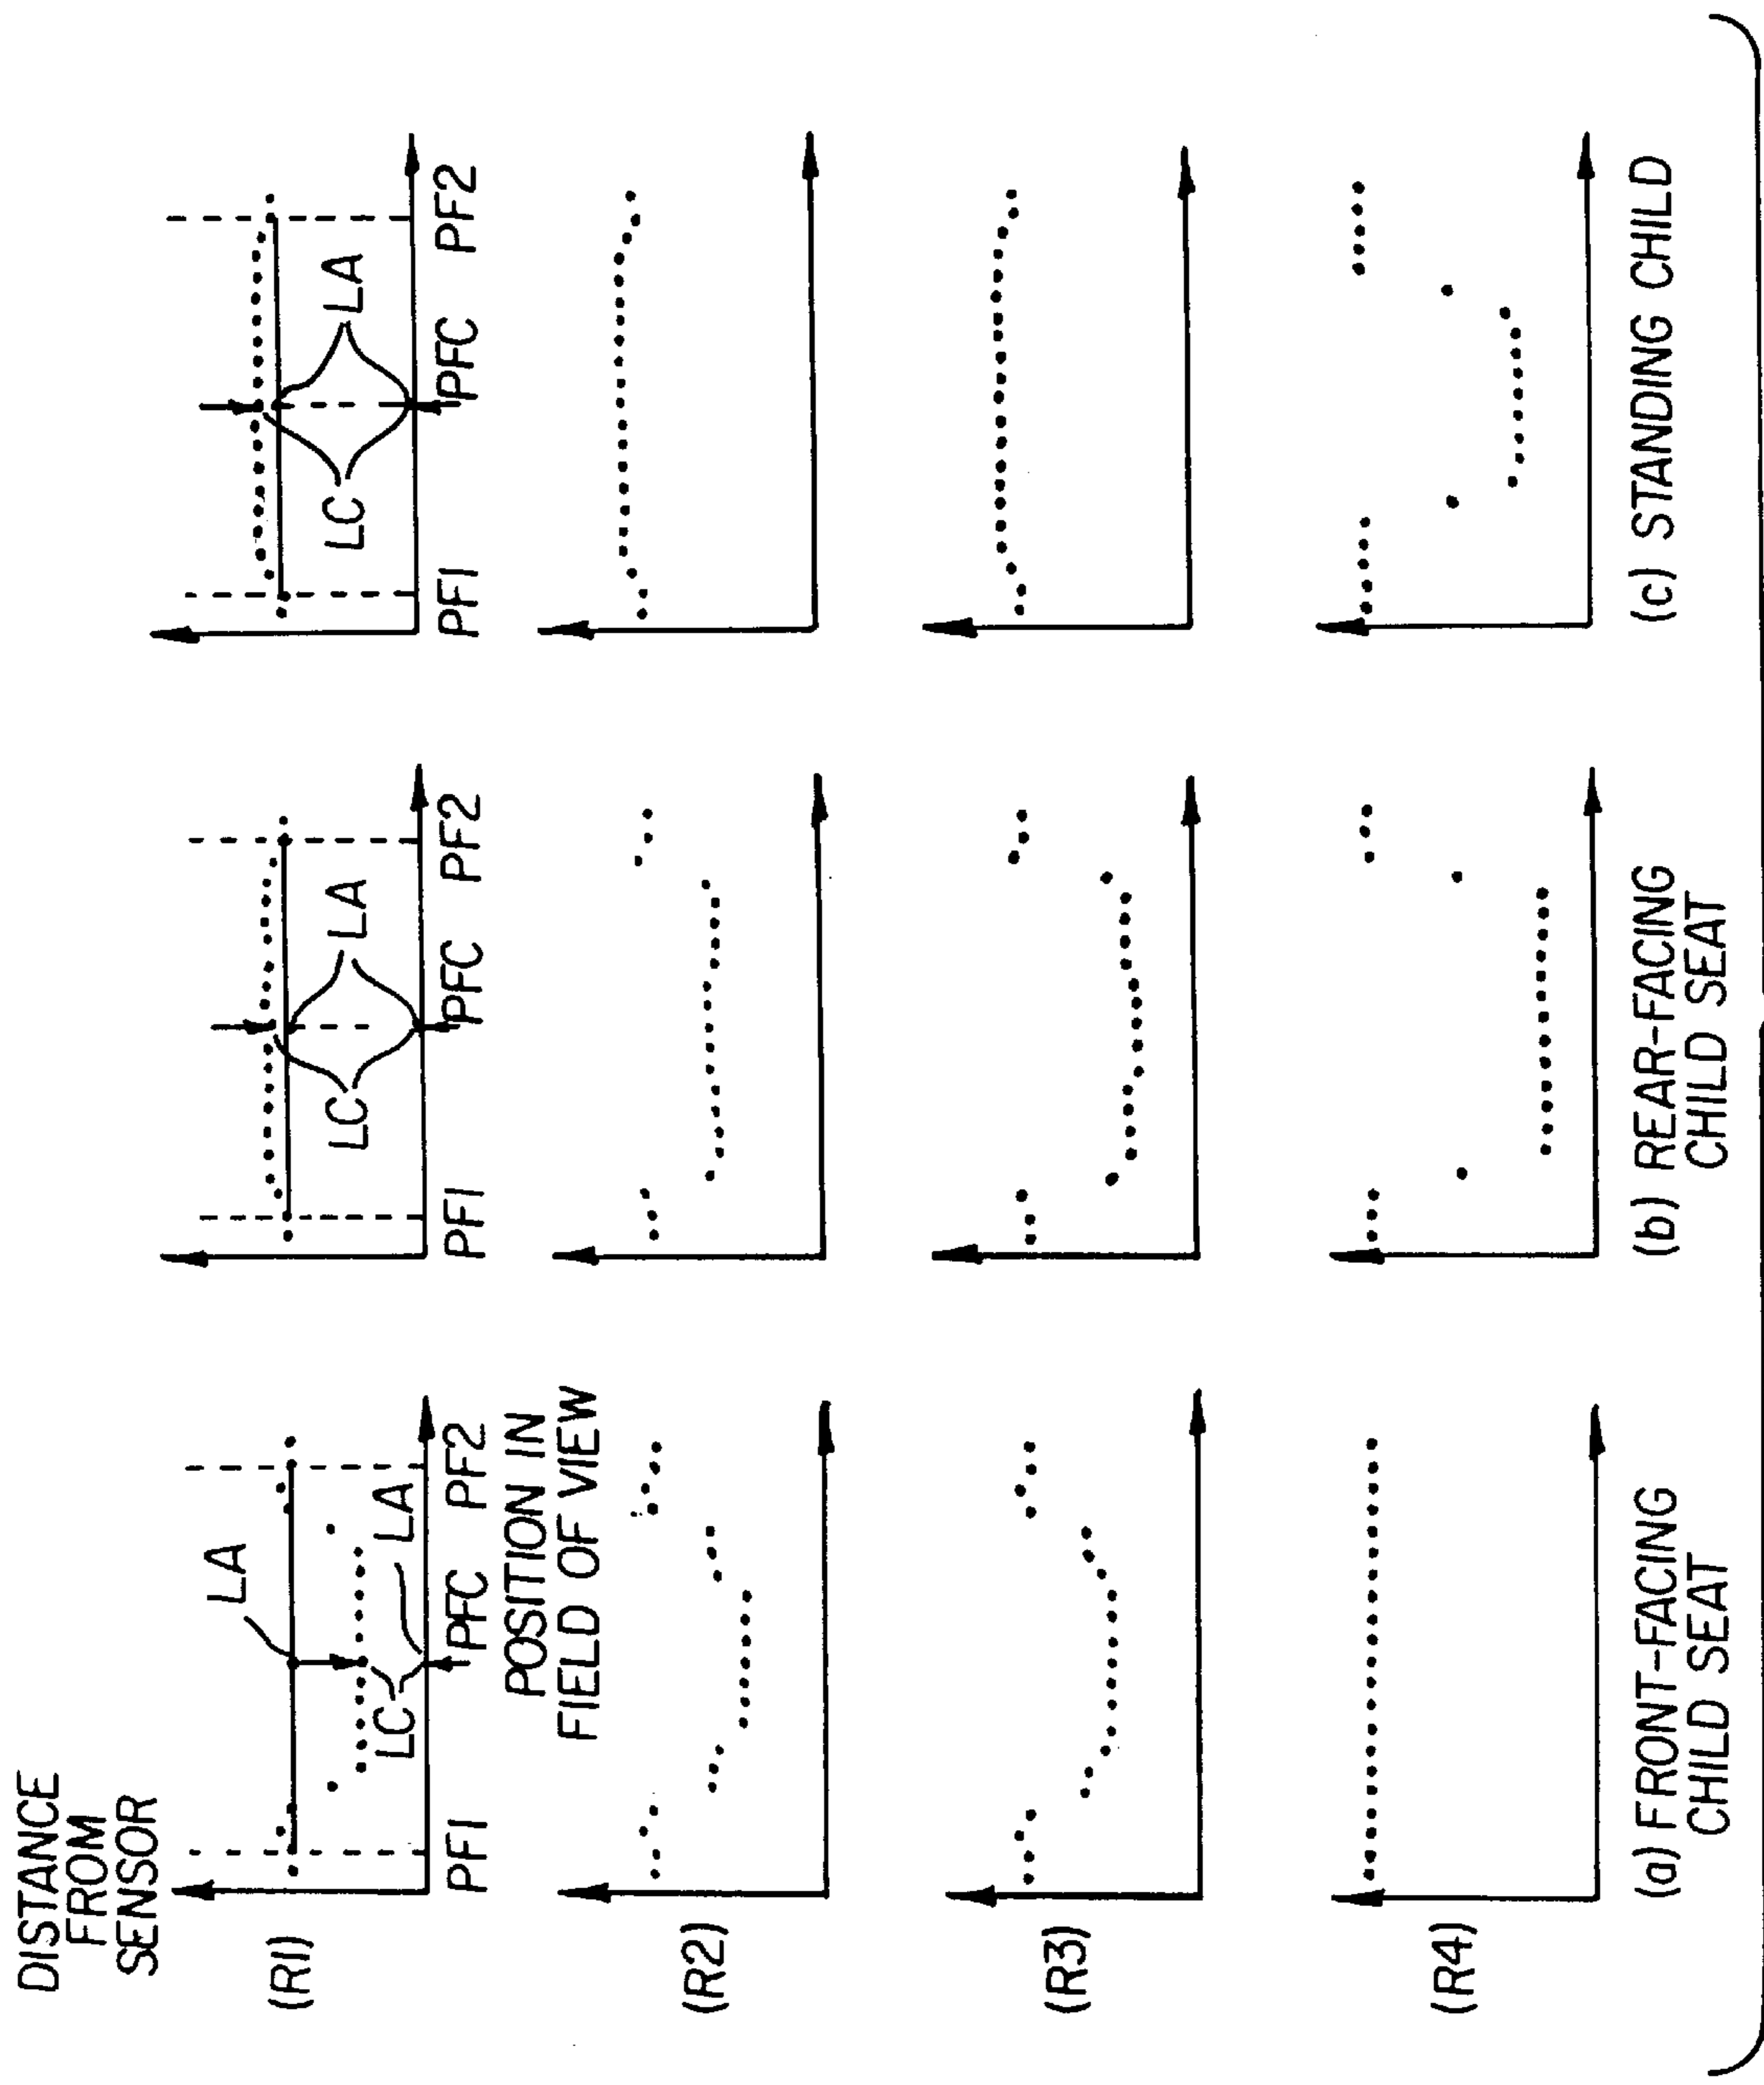 DISTANCE
FROM
SENSOR
(R1)
LA
LC
LA
PF1
PFC
PF2
POSITION IN
FIELD OF VIEW
LC
LA
PF1
PFC
PF2
LC
LA
PF1
PFC
PF2
(R2)
(R3)
(R4)
(a) FRONT-FACING
CHILD SEAT
(b) REAR-FACING
CHILD SEAT
(c) STANDING CHILD